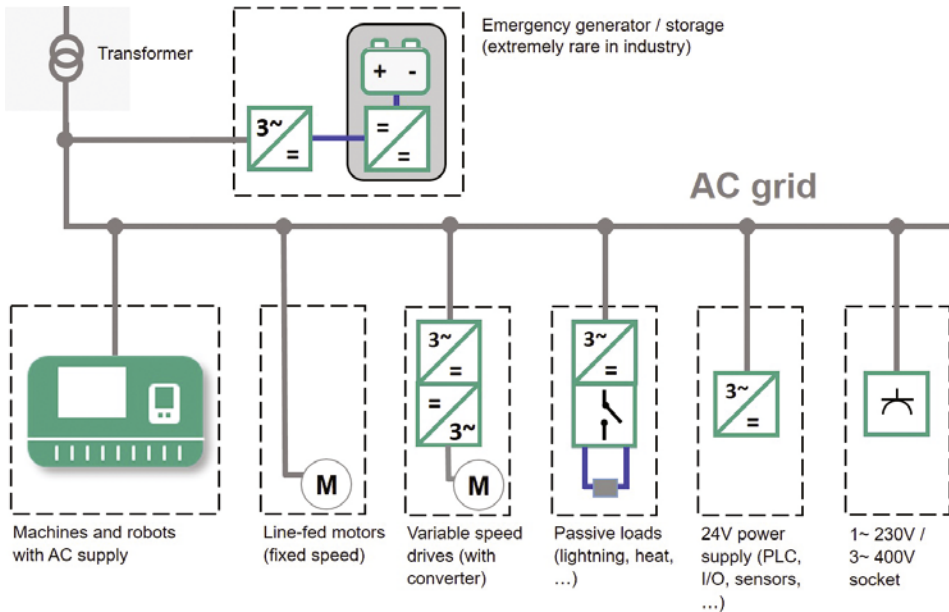 Transformer
Emergency generator / storage
(extremely rare in industry)
+ -
3~
=
=
=
AC grid
3~
=
=
3~
3~
=
3~
=
M
M
Machines and robots
with AC supply
Line-fed motors
(fixed speed)
Variable speed
drives (with
converter)
Passive loads
(lightning, heat,
...)
24V power
supply (PLC,
I/O, sensors,
...)
1~ 230V /
3~ 400V
socket